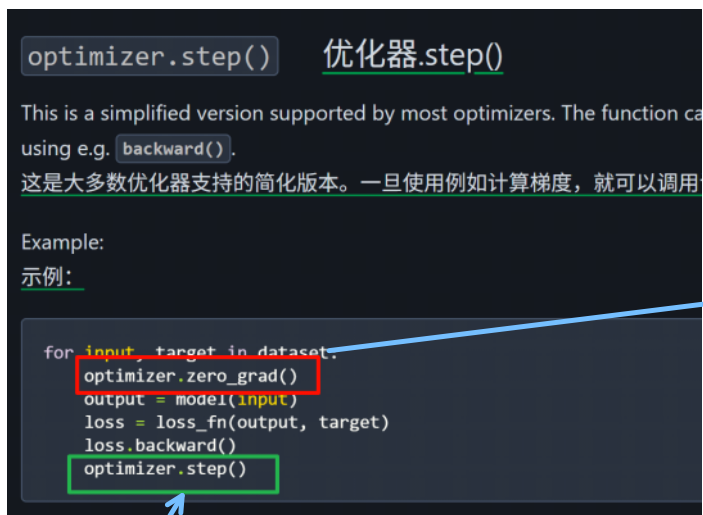 optimizer.step() 优化器.step()
This is a simplified version supported by most optimizers. The function ca
using e.g. backward().
这是大多数优化器支持的简化版本。一旦使用例如计算梯度，就可以调用
Example:
示例：
for input, target in dataset:
optimizer.zero_grad()
output = model(input)
loss = loss_fn(output, target)
loss.backward()
optimizer.step()